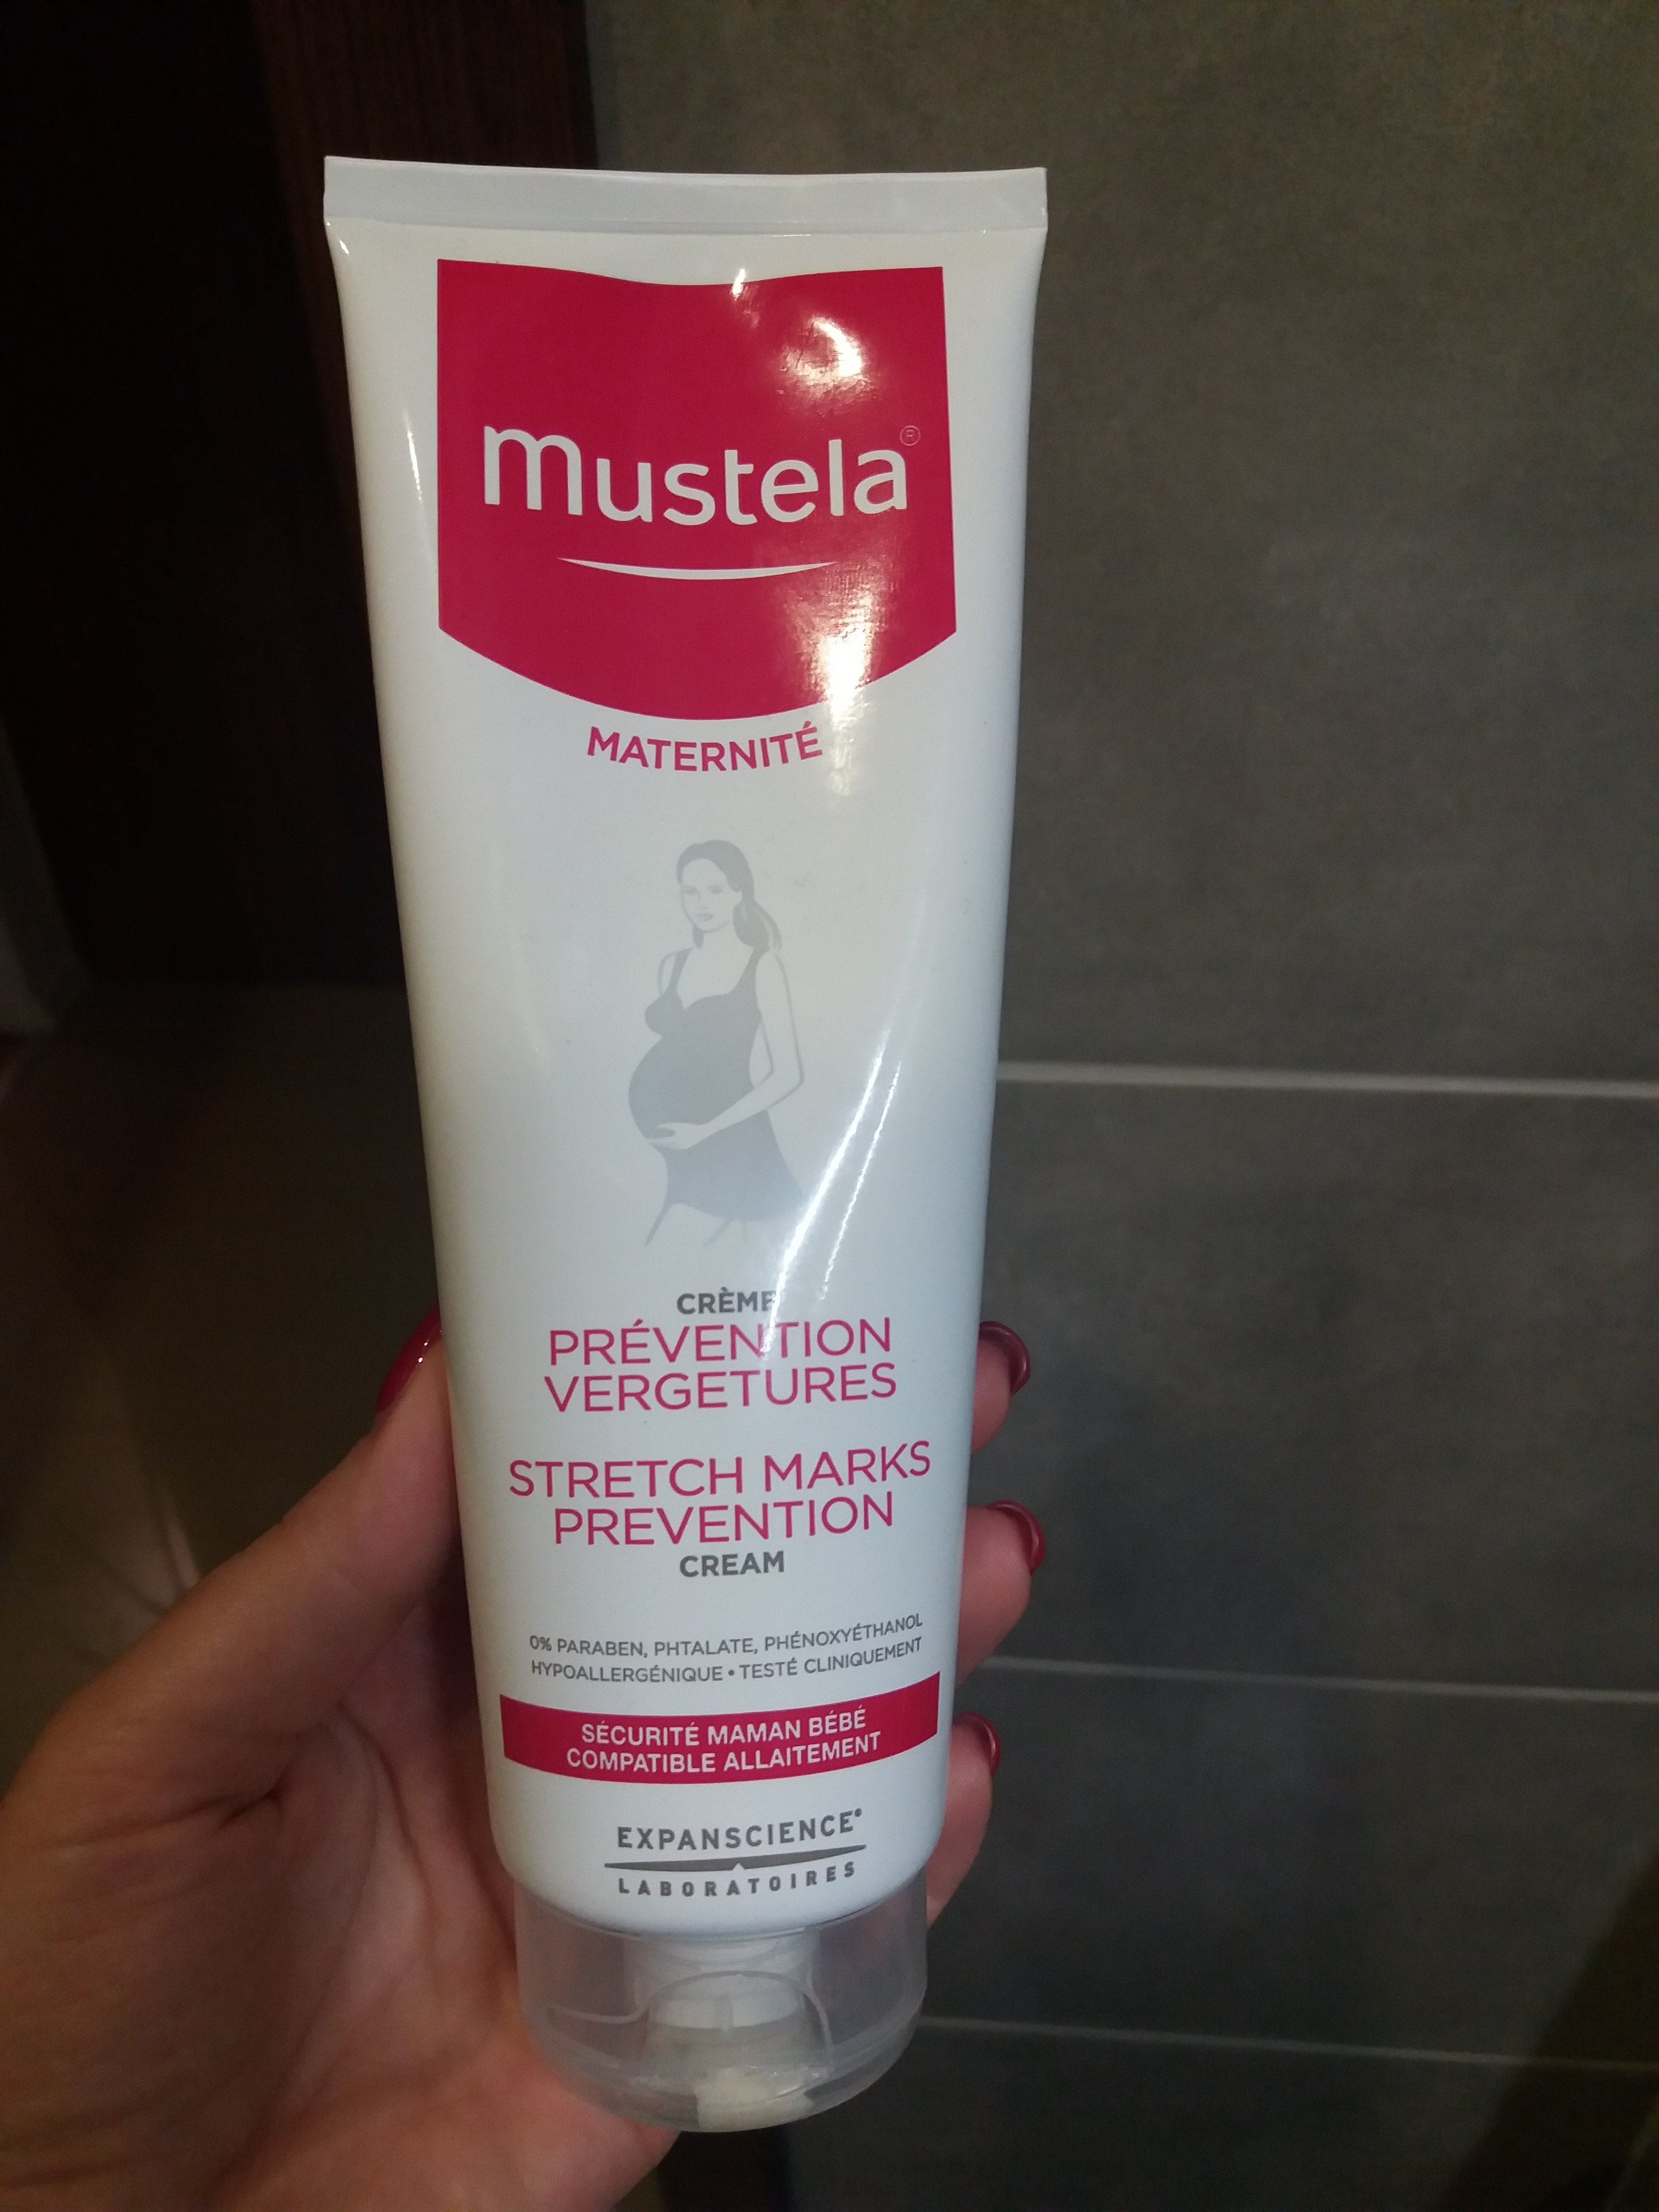 mustela®
MATERNITÉ
CRÈME
PRÉVENTION
VERGETURES
STRETCH MARKS
PREVENTION
CREAM
0% PARABEN, PHTALATE, PHÉNOXYÉTHANOL
HYPOALLERGÉNIQUE • TESTÉ CLINIQUEMENT
SÉCURITÉ MAMAN BÉBÉ
COMPATIBLE ALLAITEMENT
EXPANSCIENCE®
LABORATOIRES